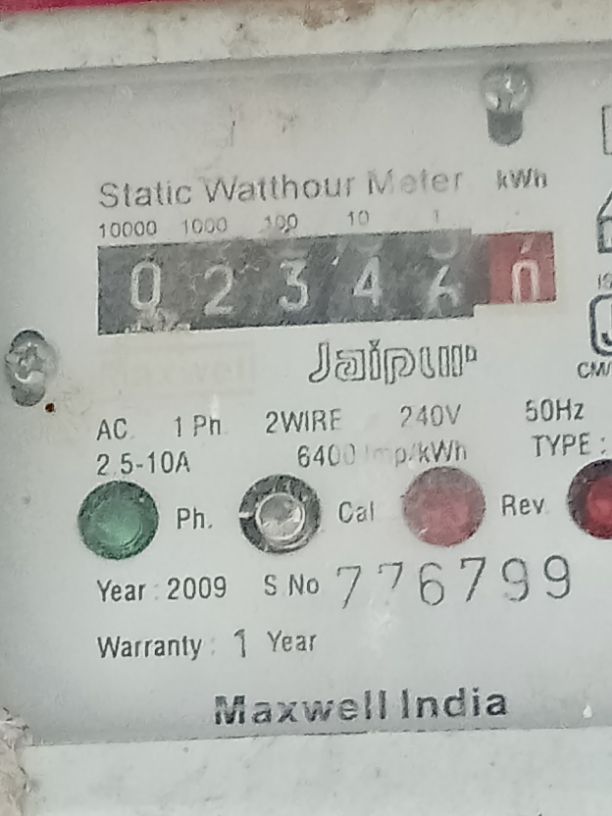 Static Watthour Meter kWh
10000 1000 100 10 1
0 2 3 4 6 0
Jaipur
AC 1 Ph 2WIRE 240V 50Hz
2.5-10A 6400 Imp/kWh TYPE :
Ph. Cal Rev.
Year : 2009 S No 776799
Warranty : 1 Year
Maxwell India